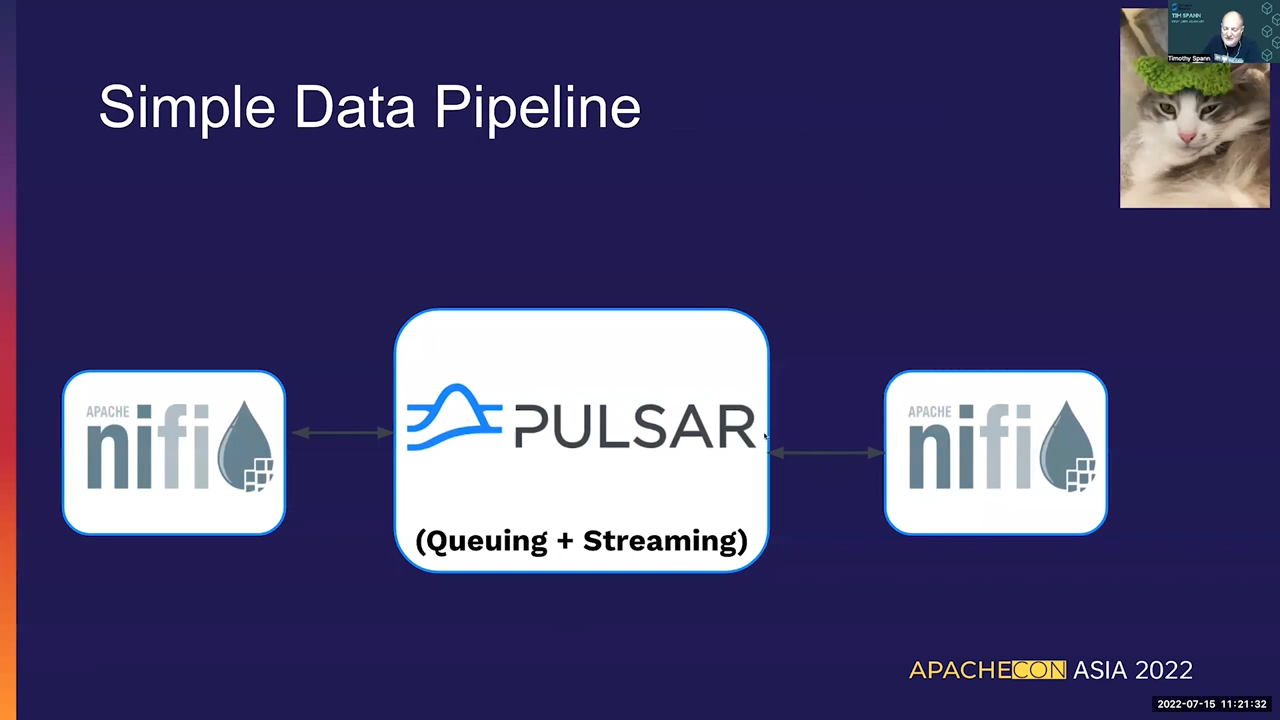 Simple Data Pipeline
TIM SPANN
Timothy Spann
APACHE
nifi
PULSAR
(Queuing + Streaming)
APACHE
nifi
APACHECON ASIA 2022
2022-07-15 11:21:32